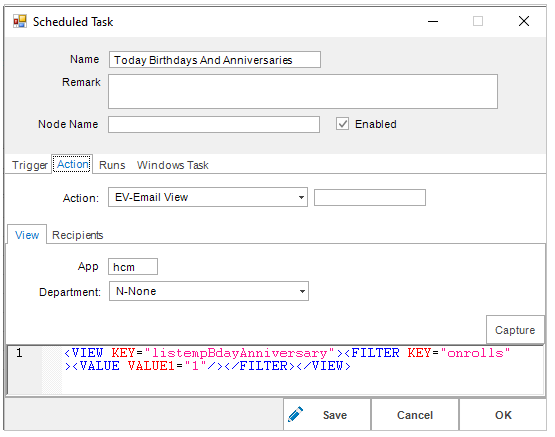 Scheduled Task
Name Today Birthdays And Anniversaries
Remark
Node Name Enabled
Trigger Action Runs Windows Task
Action: EV-Email View
View Recipients
App hcm
Department: N-None
Capture
1 <VIEW KEY="listempBdayAnniversary"><FILTER KEY="onrolls"
><VALUE VALUE1="1"/></FILTER></VIEW>
Save Cancel OK